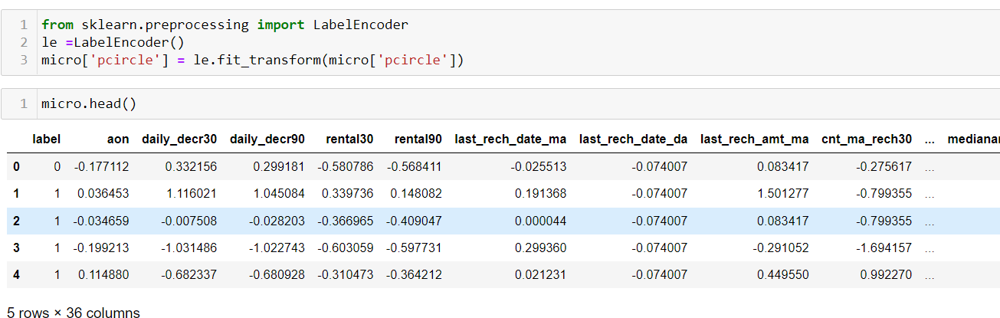 1 from sklearn.preprocessing import LabelEncoder
2 le =LabelEncoder()
3 micro['pcircle'] = le.fit_transform(micro['pcircle'])
1 micro.head()
label aon daily_decr30 daily_decr90 rental30 rental90 last_rech_date_ma last_rech_date_da last_rech_amt_ma cnt_ma_rech30 ...
0 0 -0.177112 0.332156 0.299181 -0.580786 -0.568411 -0.025513 -0.074007 0.083417 -0.275617 ...
1 1 0.036453 1.116021 1.045084 0.339736 0.148082 0.191368 -0.074007 1.501277 -0.799355 ...
2 1 -0.034659 -0.007508 -0.028203 -0.366965 -0.409047 0.000044 -0.074007 0.083417 -0.799355 ...
3 1 -0.199213 -1.031486 -1.022743 -0.603059 -0.597731 0.299360 -0.074007 -0.291052 -1.694157 ...
4 1 0.114880 -0.682337 -0.680928 -0.310473 -0.364212 0.021231 -0.074007 0.449550 0.992270 ...
5 rows × 36 columns